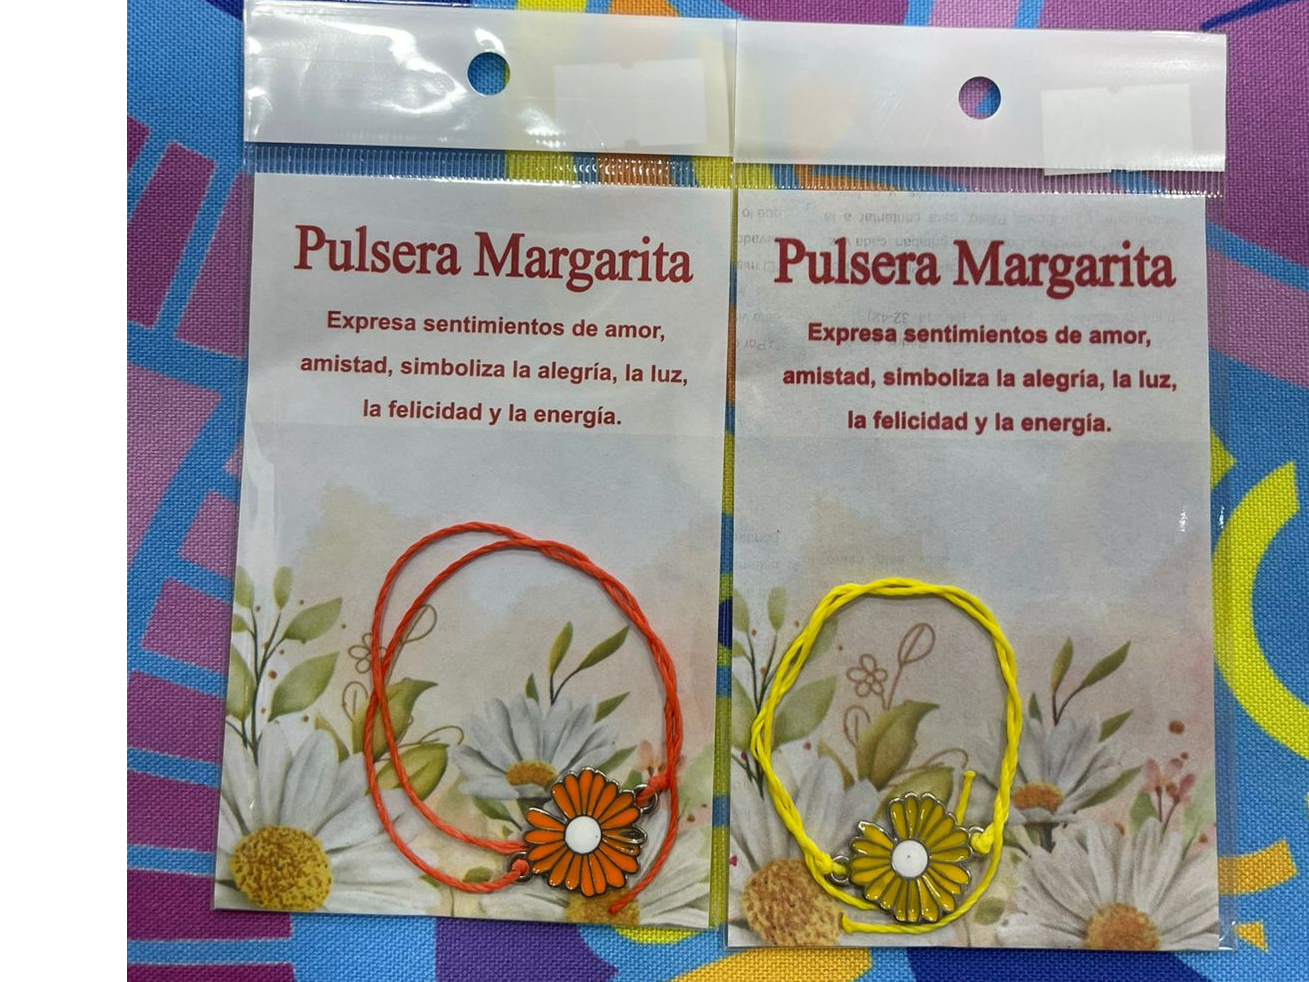 Pulsera Margarita
Expresa sentimientos de amor,
amistad, simboliza la alegría, la luz,
la felicidad y la energía.
Pulsera Margarita
Expresa sentimientos de amor,
amistad, simboliza la alegría, la luz,
la felicidad y la energía.